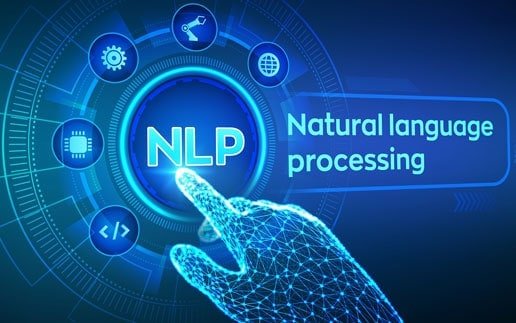 NLP
Natural language
processing
</>